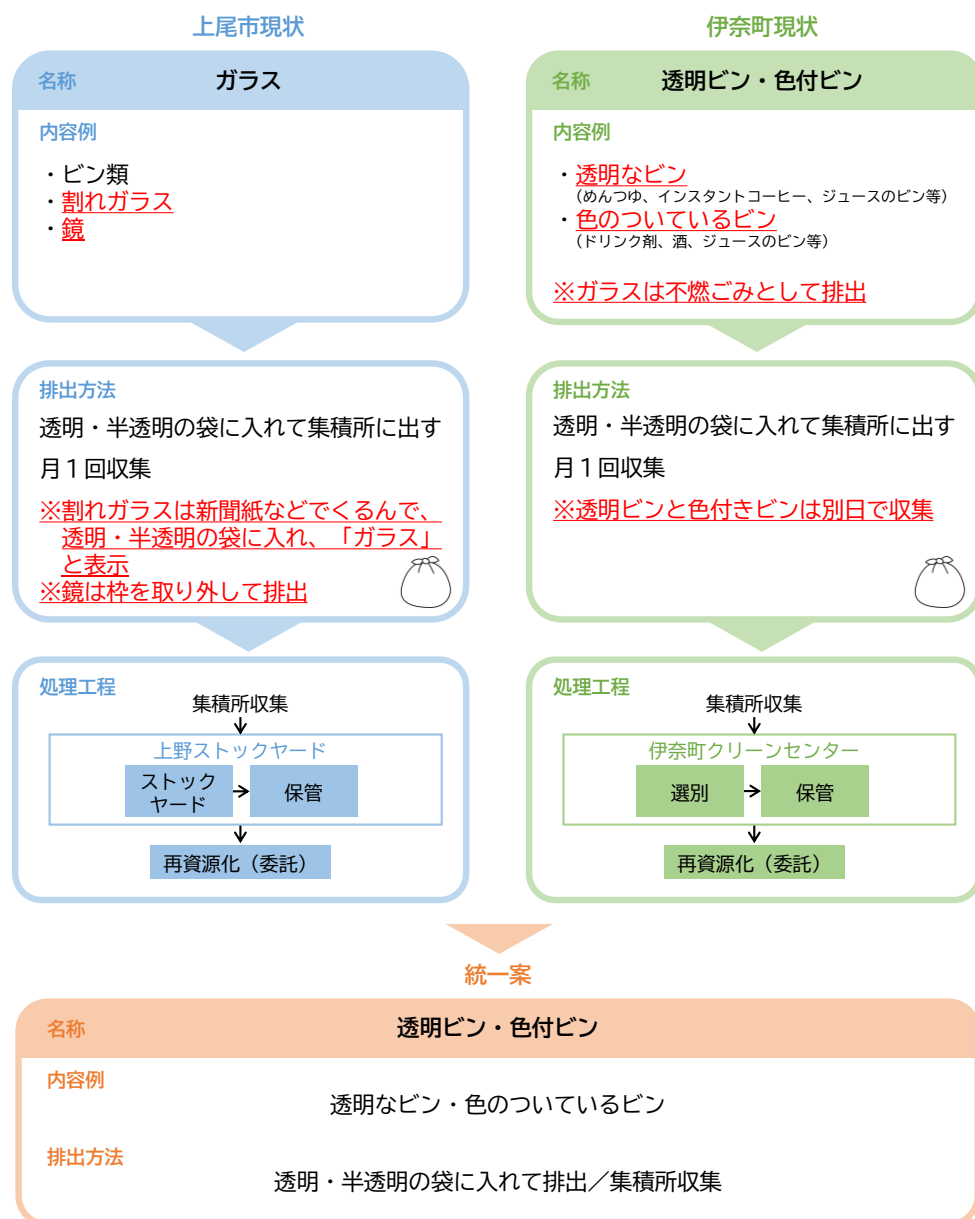 上尾市現状
名称 ガラス
内容例
・ビン類
・割れガラス
・鏡
排出方法
透明・半透明の袋に入れて集積所に出す
月１回収集
※割れガラスは新聞紙などでくるんで、
透明・半透明の袋に入れ、「ガラス」
と表示
※鏡は枠を取り外して排出
処理工程
集積所収集
上野ストックヤード
ストック
ヤード
保管
再資源化（委託）
伊奈町現状
名称 透明ビン・色付ビン
内容例
・透明なビン
（めんつゆ、インスタントコーヒー、ジュースのビン等）
・色のついているビン
（ドリンク剤、酒、ジュースのビン等）
※ガラスは不燃ごみとして排出
排出方法
透明・半透明の袋に入れて集積所に出す
月１回収集
※透明ビンと色付きビンは別日で収集
処理工程
集積所収集
伊奈町クリーンセンター
選別
保管
再資源化（委託）
統一案
名称 透明ビン・色付ビン
内容例
透明なビン・色のついているビン
排出方法
透明・半透明の袋に入れて排出／集積所収集